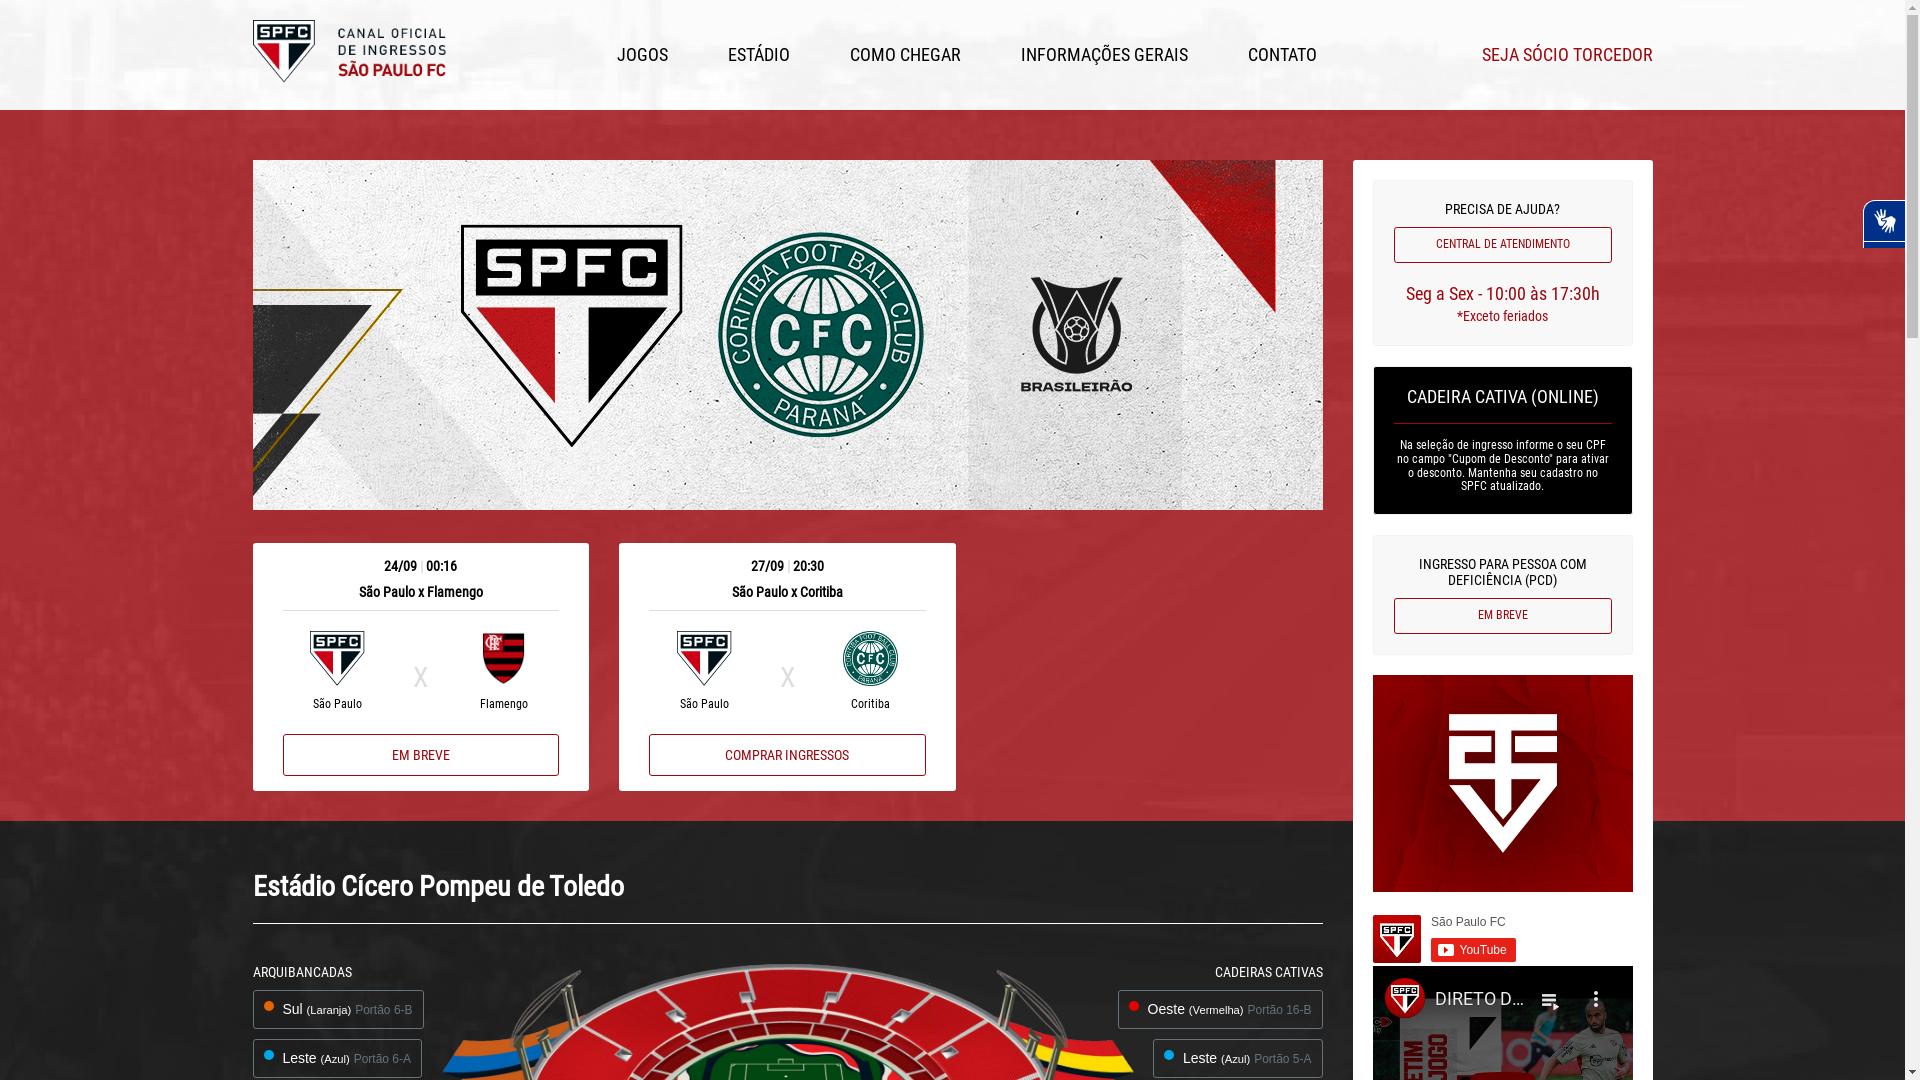 SPFC
CANAL OFICIAL
DE INGRESSOS
SÃO PAULO FC
JOGOS
ESTÁDIO
COMO CHEGAR
INFORMAÇÕES GERAIS
CONTATO
SEJA SÓCIO TORCEDOR
SPFC
CORITIBA FOOT BALL CLUB
CFC
PARANÁ
BRASILEIRÃO
24/09 | 00:16
São Paulo x Flamengo
SPFC
X
São Paulo
Flamengo
EM BREVE
27/09 | 20:30
São Paulo x Coritiba
SPFC
X
CFC
São Paulo
Coritiba
COMPRAR INGRESSOS
PRECISA DE AJUDA?
CENTRAL DE ATENDIMENTO
Seg a Sex - 10:00 às 17:30h
*Exceto feriados
CADEIRA CATIVA (ONLINE)
Na seleção de ingresso informe o seu CPF
no campo "Cupom de Desconto" para ativar
o desconto. Mantenha seu cadastro no
SPFC atualizado.
INGRESSO PARA PESSOA COM
DEFICIÊNCIA (PCD)
EM BREVE
São Paulo FC
YouTube
SPFC
DIRETO D...
ETIM
JOGO
Estádio Cícero Pompeu de Toledo
ARQUIBANCADAS
Sul (Laranja) Portão 6-B
Leste (Azul) Portão 6-A
CADEIRAS CATIVAS
Oeste (Vermelha) Portão 16-B
Leste (Azul) Portão 5-A